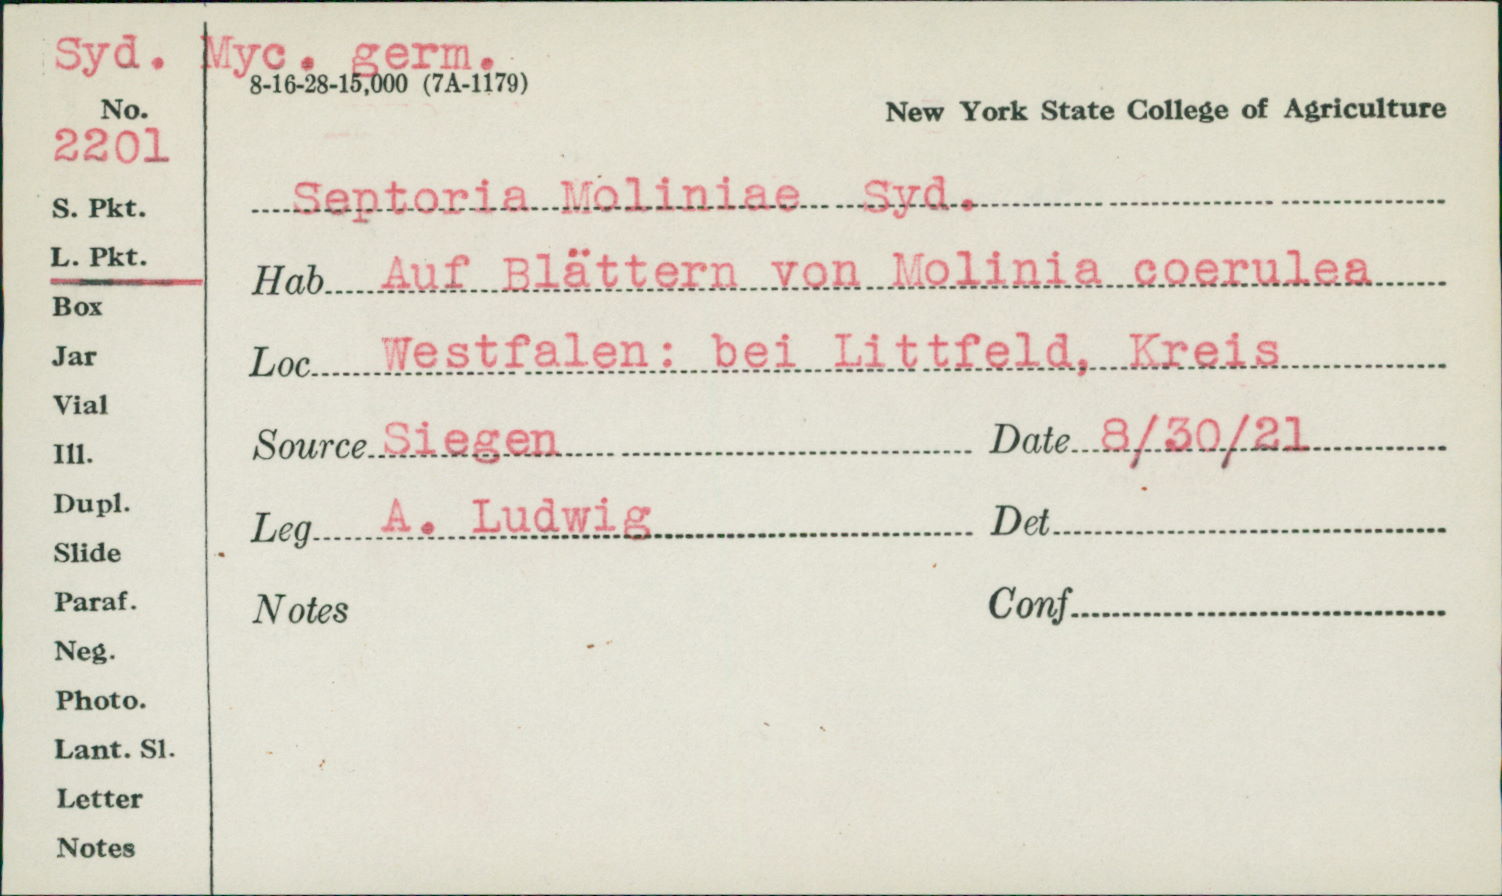 Syd. Myc. germ.
8-16-28-15,000 (7A-1179)
No.
2201
New York State College of Agriculture
S. Pkt.
L. Pkt.
Box
Jar
Vial
Ill.
Dupl.
Slide
Paraf.
Neg.
Photo.
Lant. Sl.
Letter
Notes
Septoria Moliniae Syd.
Hab Auf Blättern von Molinia coerulea
Loc Westfalen: bei Littfeld, Kreis
Source Siegen Date 8/30/21
Leg A. Ludwig Det
Notes Conf